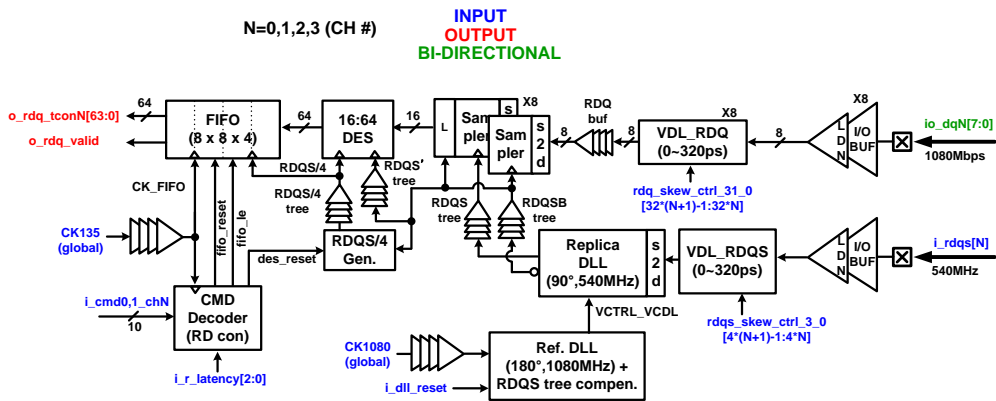 N=0,1,2,3 (CH #)
INPUT
OUTPUT
BI-DIRECTIONAL
o_rdq_tconN[63:0]
64
o_rdq_valid
FIFO
(8 x 8 x 4)
64
16:64
DES
16
L
Sam
pler
s
X8
Sam
pler
s
2
d
8
RDQ
buf
8
X8
VDL_RDQ
(0~320ps)
8
X8
L
D
N
I/O
BUF
io_dqN[7:0]
1080Mbps
rdq_skew_ctrl_31_0
[32*(N+1)-1:32*N]
CK_FIFO
fifo_reset
fifo_le
RDQS/4
RDQS/4
tree
RDQS'
tree
RDQS
tree
RDQSB
tree
CK135
(global)
des_reset
RDQS/4
Gen.
Replica
DLL
(90°,540MHz)
s
2
d
VDL_RDQS
(0~320ps)
L
D
N
I/O
BUF
i_rdqs[N]
540MHz
i_cmd0,1_chN
10
CMD
Decoder
(RD con)
VCTRL_VCDL
rdqs_skew_ctrl_3_0
[4*(N+1)-1:4*N]
CK1080
(global)
i_dll_reset
Ref. DLL
(180°,1080MHz) +
RDQS tree compen.
i_r_latency[2:0]